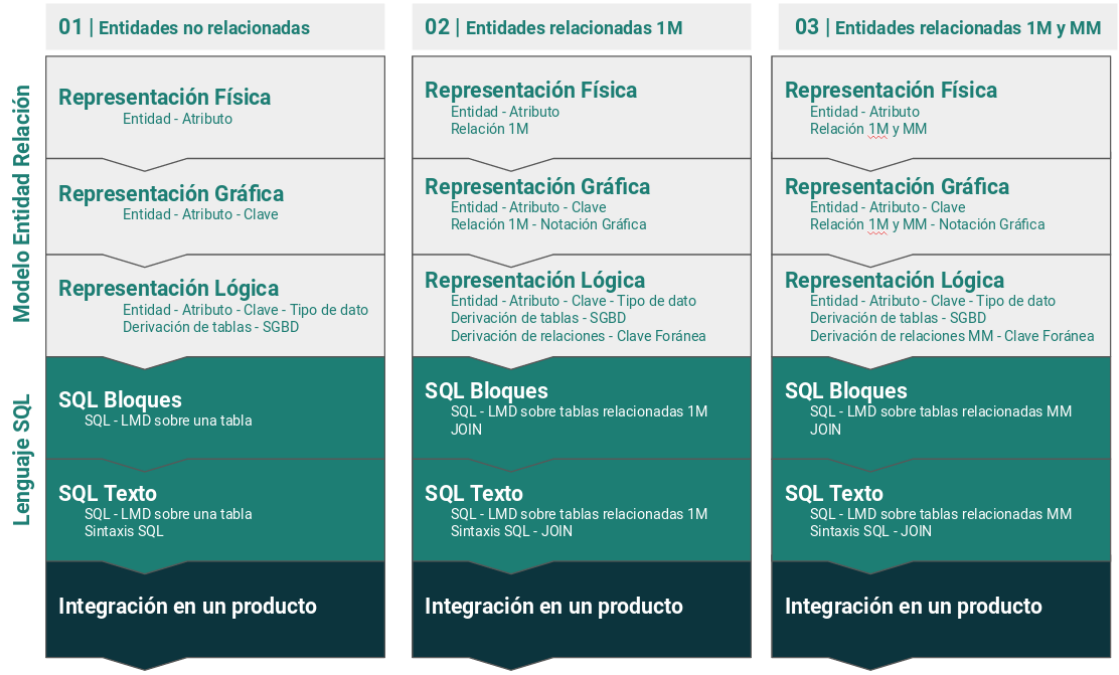 Modelo Entidad Relación
Lenguaje SQL
01 | Entidades no relacionadas
Representación Física
Entidad - Atributo
Representación Gráfica
Entidad - Atributo - Clave
Representación Lógica
Entidad - Atributo - Clave - Tipo de dato
Derivación de tablas - SGBD
SQL Bloques
SQL - LMD sobre una tabla
SQL Texto
SQL - LMD sobre una tabla
Sintaxis SQL
Integración en un producto
02 | Entidades relacionadas 1M
Representación Física
Entidad - Atributo
Relación 1M
Representación Gráfica
Entidad - Atributo - Clave
Relación 1M - Notación Gráfica
Representación Lógica
Entidad - Atributo - Clave - Tipo de dato
Derivación de tablas - SGBD
Derivación de relaciones - Clave Foránea
SQL Bloques
SQL - LMD sobre tablas relacionadas 1M
JOIN
SQL Texto
SQL - LMD sobre tablas relacionadas 1M
Sintaxis SQL - JOIN
Integración en un producto
03 | Entidades relacionadas 1M y MM
Representación Física
Entidad - Atributo
Relación 1M y MM
Representación Gráfica
Entidad - Atributo - Clave
Relación 1M y MM - Notación Gráfica
Representación Lógica
Entidad - Atributo - Clave - Tipo de dato
Derivación de tablas - SGBD
Derivación de relaciones MM - Clave Foránea
SQL Bloques
SQL - LMD sobre tablas relacionadas MM
JOIN
SQL Texto
SQL - LMD sobre tablas relacionadas MM
Sintaxis SQL - JOIN
Integración en un producto